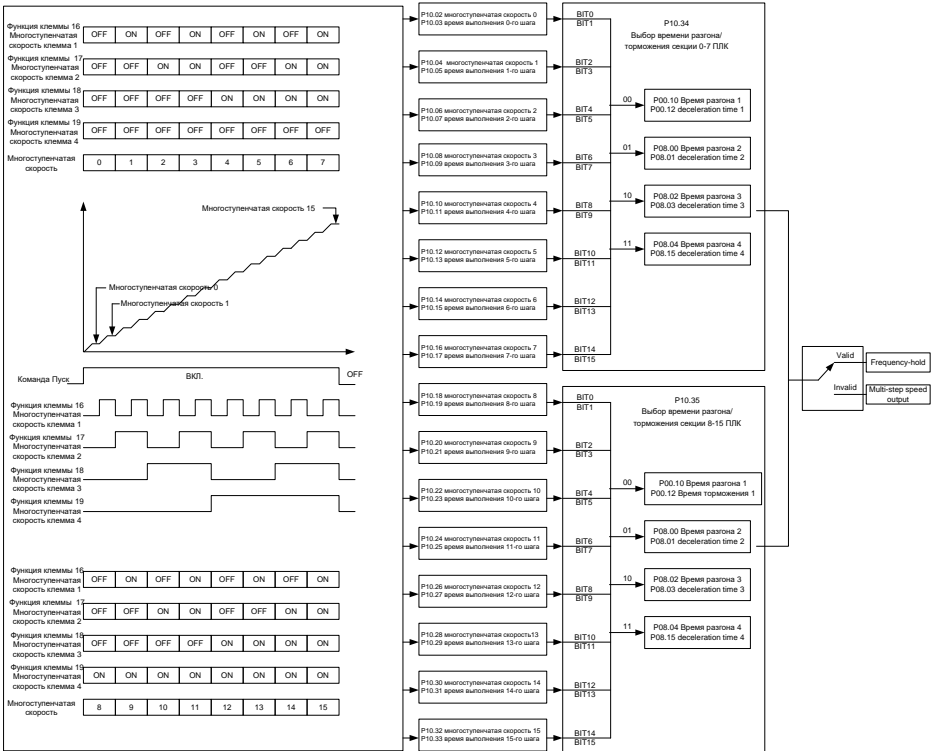 Функция клеммы 16
Многоступенчатая
скорость клемма 1
OFF ON OFF ON OFF ON OFF ON
Функция клеммы 17
Многоступенчатая
скорость клемма 2
OFF OFF ON ON OFF OFF ON ON
Функция клеммы 18
Многоступенчатая
скорость клемма 3
OFF OFF OFF OFF ON ON ON ON
Функция клеммы 19
Многоступенчатая
скорость клемма 4
OFF OFF OFF OFF OFF OFF OFF OFF
Многоступенчатая
скорость
0 1 2 3 4 5 6 7
Многоступенчатая скорость 15
Многоступенчатая скорость 0
Многоступенчатая скорость 1
Команда Пуск
ВКЛ.
OFF
Функция клеммы 16
Многоступенчатая
скорость клемма 1
Функция клеммы 17
Многоступенчатая
скорость клемма 2
Функция клеммы 18
Многоступенчатая
скорость клемма 3
Функция клеммы 19
Многоступенчатая
скорость клемма 4
Функция клеммы 16
Многоступенчатая
скорость клемма 1
OFF ON OFF ON OFF ON OFF ON
Функция клеммы 17
Многоступенчатая
скорость клемма 2
OFF OFF ON ON OFF OFF ON ON
Функция клеммы 18
Многоступенчатая
скорость клемма 3
OFF OFF OFF OFF ON ON ON ON
Функция клеммы 19
Многоступенчатая
скорость клемма 4
ON ON ON ON ON ON ON ON
Многоступенчатая
скорость
8 9 10 11 12 13 14 15
P10.02 многоступенчатая скорость 0
P10.03 время выполнения 0-го шага
P10.04 многоступенчатая скорость 1
P10.05 время выполнения 1-го шага
P10.06 многоступенчатая скорость 2
P10.07 время выполнения 2-го шага
P10.08 многоступенчатая скорость 3
P10.09 время выполнения 3-го шага
P10.10 многоступенчатая скорость 4
P10.11 время выполнения 4-го шага
P10.12 многоступенчатая скорость 5
P10.13 время выполнения 5-го шага
P10.14 многоступенчатая скорость 6
P10.15 время выполнения 6-го шага
P10.16 многоступенчатая скорость 7
P10.17 время выполнения 7-го шага
P10.18 многоступенчатая скорость 8
P10.19 время выполнения 8-го шага
P10.20 многоступенчатая скорость 9
P10.21 время выполнения 9-го шага
P10.22 многоступенчатая скорость 10
P10.23 время выполнения 10-го шага
P10.24 многоступенчатая скорость 11
P10.25 время выполнения 11-го шага
P10.26 многоступенчатая скорость 12
P10.27 время выполнения 12-го шага
P10.28 многоступенчатая скорость13
P10.29 время выполнения 13-го шага
P10.30 многоступенчатая скорость 14
P10.31 время выполнения 14-го шага
P10.32 многоступенчатая скорость 15
P10.33 время выполнения 15-го шага
BIT0
BIT1
BIT2
BIT3
BIT4
BIT5
BIT6
BIT7
BIT8
BIT9
BIT10
BIT11
BIT12
BIT13
BIT14
BIT15
P10.34
Выбор времени разгона/
торможения секции 0-7 ПЛК
00
P00.10 Время разгона 1
P00.12 deceleration time 1
01
P08.00 Время разгона 2
P08.01 deceleration time 2
10
P08.02 Время разгона 3
P08.03 deceleration time 3
11
P08.04 Время разгона 4
P08.15 deceleration time 4
BIT0
BIT1
BIT2
BIT3
BIT4
BIT5
BIT6
BIT7
BIT8
BIT9
BIT10
BIT11
BIT12
BIT13
BIT14
BIT15
P10.35
Выбор времени разгона/
торможения секции 8-15 ПЛК
00
P00.10 Время разгона 1
P00.12 Время торможения 1
01
P08.00 Время разгона 2
P08.01 deceleration time 2
10
P08.02 Время разгона 3
P08.03 deceleration time 3
11
P08.04 Время разгона 4
P08.15 deceleration time 4
Valid
Frequency-hold
Invalid
Multi-step speed
output